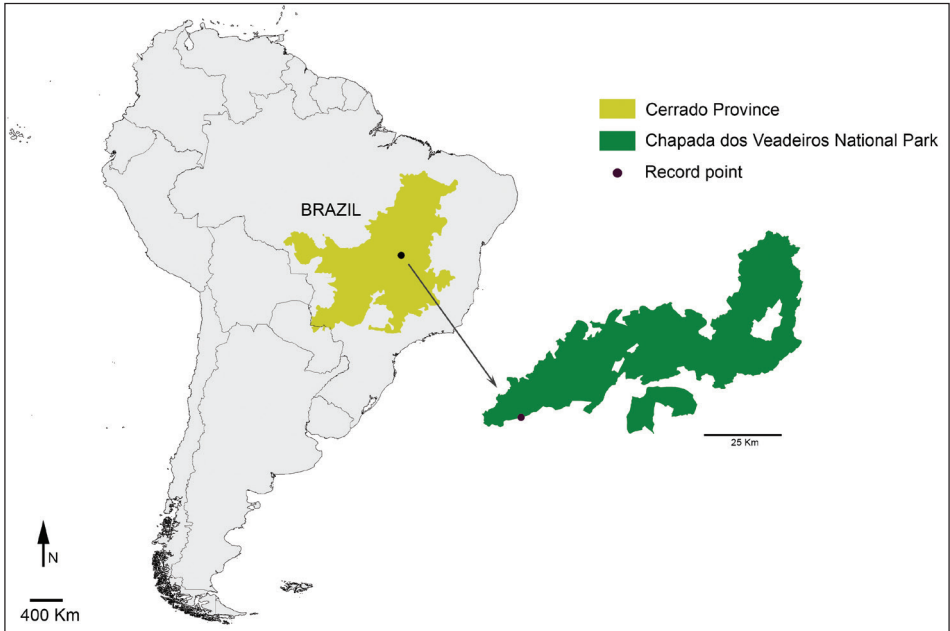 Cerrado Province
Chapada dos Veadeiros National Park
Record point
BRAZIL
25 Km
N
400 Km